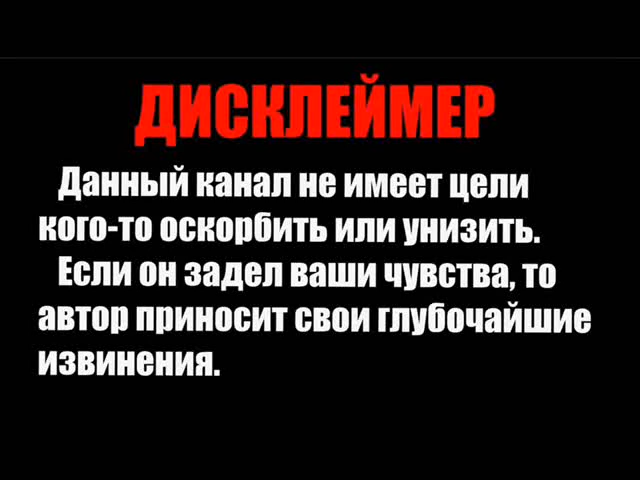 ДИСКЛЕЙМЕР
Данный канал не имеет цели
кого-то оскорбить или унизить.
Если он задел ваши чувства, то
автор приносит свои глубочайшие
извинения.